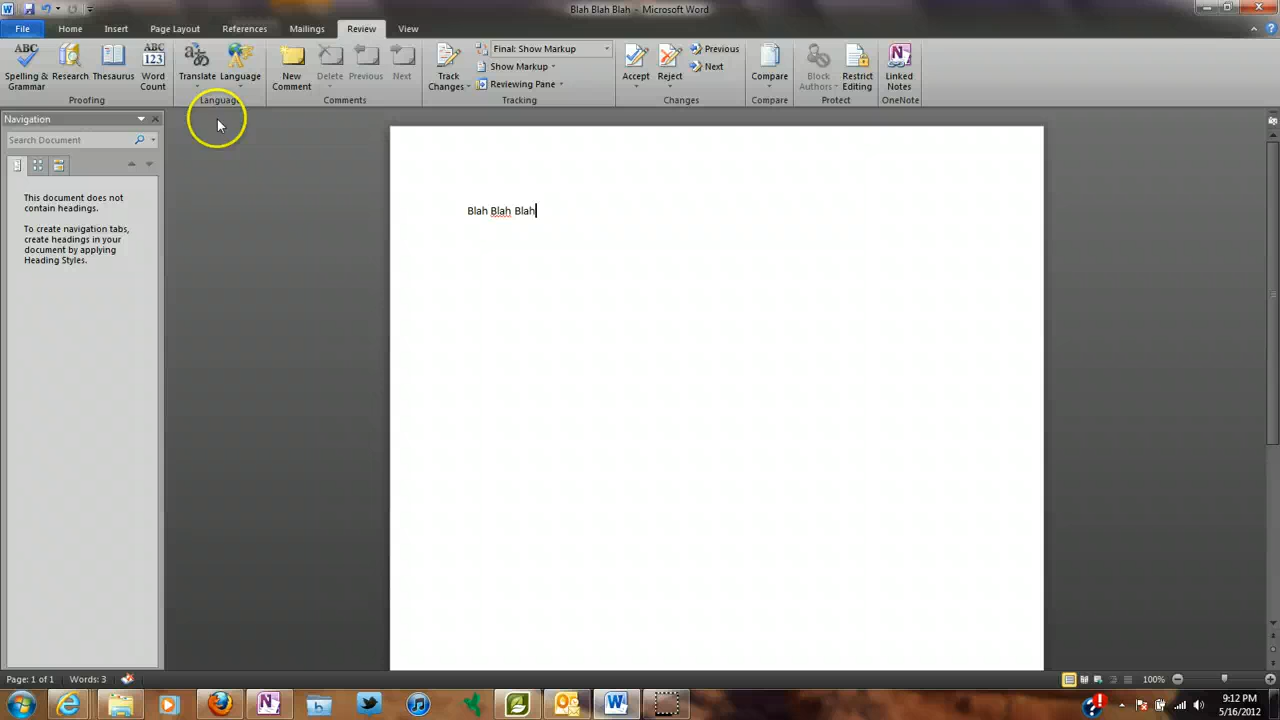 Blah Blah Blah - Microsoft Word
File Home Insert Page Layout References Mailings Review View
ABC Spelling & Grammar
Research
Thesaurus
ABC 123 Word Count
Proofing
Translate
Language
Language
New Comment
Delete
Previous
Next
Comments
Track Changes
Final: Show Markup
Show Markup
Reviewing Pane
Tracking
Accept
Reject
Previous
Next
Changes
Compare
Compare
Block Authors
Restrict Editing
Protect
Linked Notes
OneNote
Navigation
Search Document
This document does not
contain headings.
To create navigation tabs,
create headings in your
document by applying
Heading Styles.
Blah Blah Blah
Page: 1 of 1 Words: 3 100%
9:12 PM
5/16/2012